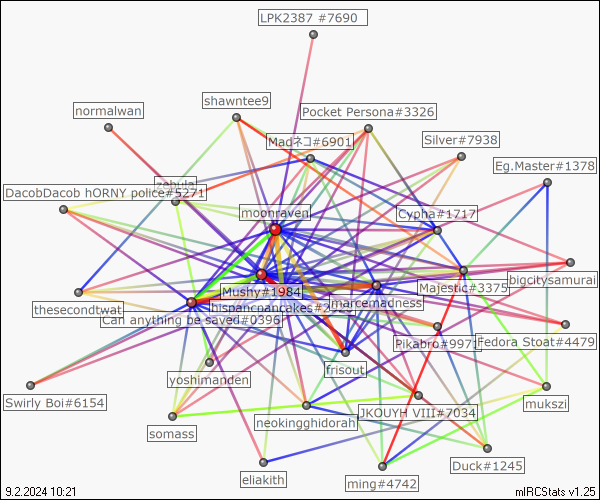 LPK2387 #7690
shawntee9
normalwan
Pocket Persona#3326
Madネコ#6901
Silver#7938
Eg.Master#1378
zebulal
DacobDacob hORNY police#5271
moonraven
Cypha#1717
bigcitysamurai
Majestic#3375
Mushy#1984
marcemadness
thesecondtwat
Can anything be saved#0396
Pikabro#9971
Fedora Stoat#4479
frisout
yoshimanden
Swirly Boi#6154
JKOUYH VIII#7034
mukszi
somass
neokingghidorah
Duck#1245
eliakith
ming#4742
9.2.2024 10:21
mIRCStats v1.25